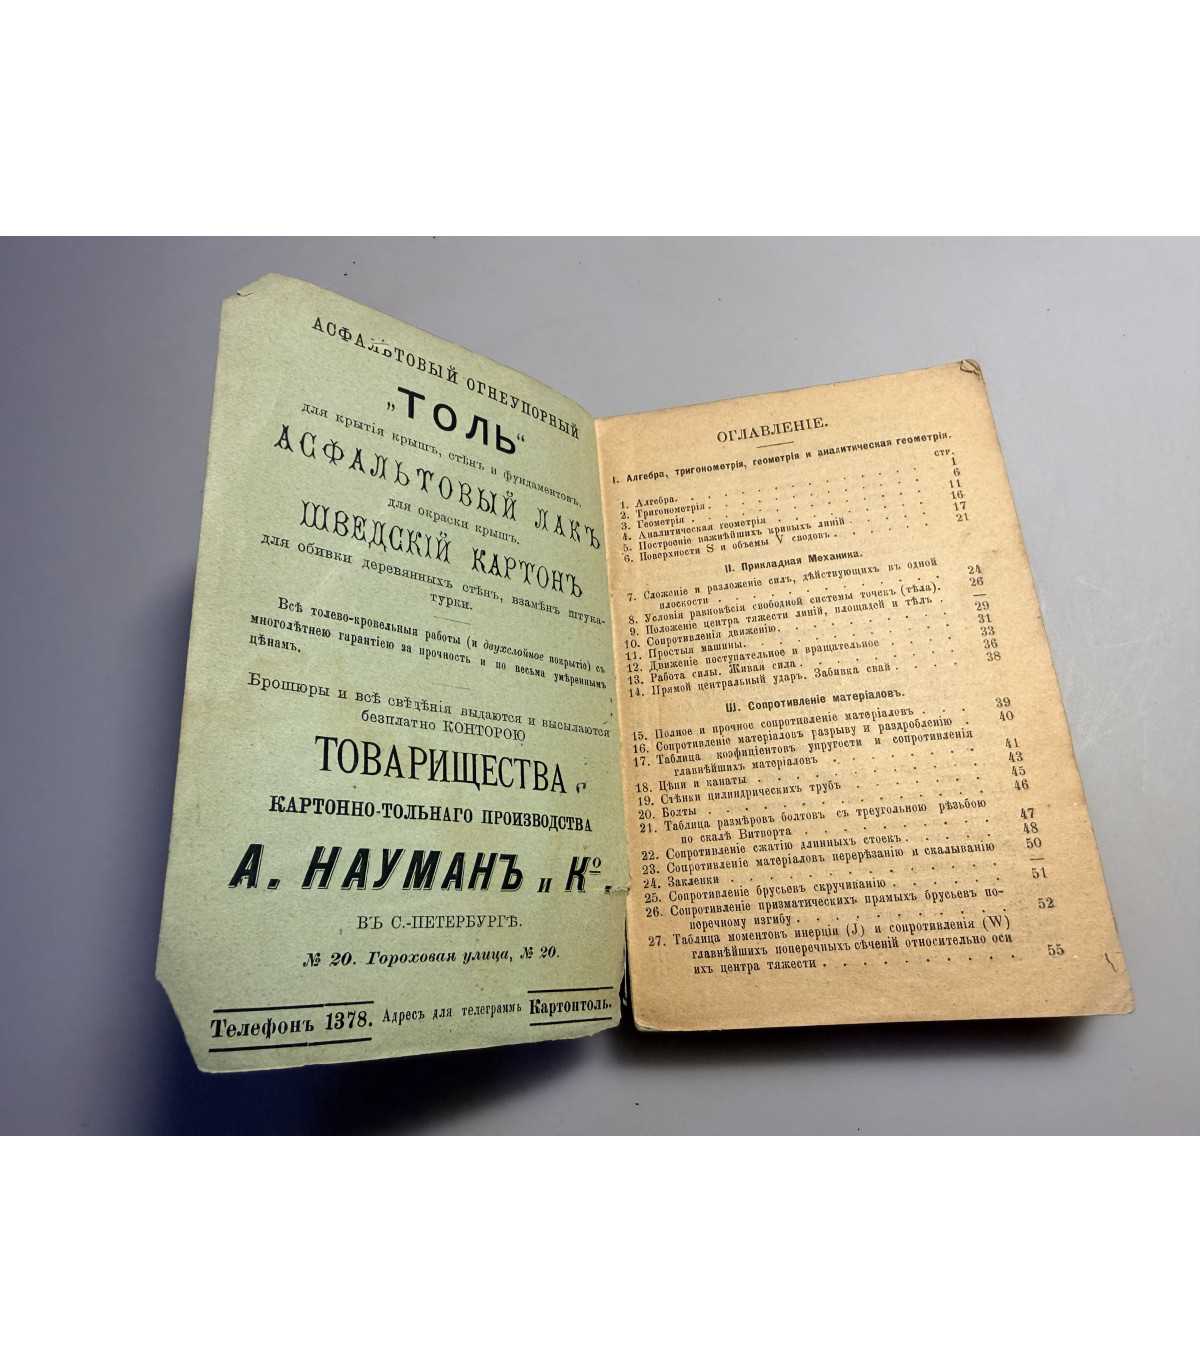 АСФАЛЬТОВЫЙ ОГНЕУПОРНЫЙ
„ТОЛЬ“
для крытія крышъ, стѣнъ и фундаментовъ.
АСФАЛЬТОВЫЙ ЛАКЪ
для окраски крышъ.
ШВЕДСКІЙ КАРТОНЪ
для обивки деревянныхъ стѣнъ, взамѣнъ штука-
турки.
Всѣ толево-кровельныя работы (и двухслойное покрытіе) съ
многолѣтнею гарантіею за прочность и по весьма умѣреннымъ
цѣнамъ.
Брошюры и всѣ свѣдѣнія выдаются и высылаются
безплатно КОНТОРОЮ
ТОВАРИЩЕСТВА
КАРТОННО-ТОЛЬНАГО ПРОИЗВОДСТВА
А. НАУМАНЪ и Кº.
ВЪ С.-ПЕТЕРБУРГѢ.
№ 20. Гороховая улица, № 20.
Телефонъ 1378. Адресъ для телеграммъ Картонтоль.
ОГЛАВЛЕНІЕ.
I. Алгебра, тригонометрія, геометрія и аналитическая геометрія.
СТР.
1. Алгебра. . . . . . . . . . . . 1
2. Тригонометрія . . . . . . . . . . . 6
3. Геометрія . . . . . . . . . . . . 11
4. Аналитическая геометрія . . . . . . . . 16
5. Построеніе важнѣйшихъ кривыхъ линій . . . . . 17
6. Поверхности S и объемы V сводовъ . . . . . . 21
II. Прикладная Механика.
7. Сложеніе и разложеніе силъ, дѣйствующихъ въ одной
плоскости . . . . . . . . . . . . 24
8. Условія равновѣсія свободной системы точекъ (тѣла). 26
9. Положеніе центра тяжести линій, площадей и тѣлъ . —
10. Сопротивленія движенію. . . . . . . . . 29
11. Простыя машины. . . . . . . . . . . 31
12. Движеніе поступательное и вращательное . . . . 33
13. Работа силы. Живая сила . . . . . . . . 36
14. Прямой центральный ударъ. Забивка свай . . . . 38
Ш. Сопротивленіе матеріаловъ.
15. Полное и прочное сопротивленіе матеріаловъ . . . 39
16. Сопротивленіе матеріаловъ разрыву и раздробленію . 40
17. Таблица коэфиціентовъ упругости и сопротивленія
главнѣйшихъ матеріаловъ . . . . . . . . 41
18. Цѣпи и канаты . . . . . . . . . . . 43
19. Стѣнки цилиндрическихъ трубъ . . . . . . . 45
20. Болты . . . . . . . . . . . . . 46
21. Таблица размѣровъ болтовъ съ треугольною рѣзьбою
по скалѣ Витворта . . . . . . . . . . 47
22. Сопротивленіе сжатію длинныхъ стоекъ . . . . . 48
23. Сопротивленіе матеріаловъ перерѣзанію и скалыванію 50
24. Заклепки . . . . . . . . . . . . —
25. Сопротивленіе брусьевъ скручиванію . . . . . . 51
26. Сопротивленіе призматическихъ прямыхъ брусьевъ по-
перечному изгибу . . . . . . . . . . 52
27. Таблица моментовъ инерціи (J) и сопротивленія (W)
главнѣйшихъ поперечныхъ сѣченій относительно оси
ихъ центра тяжести . . . . . . . . . . 55